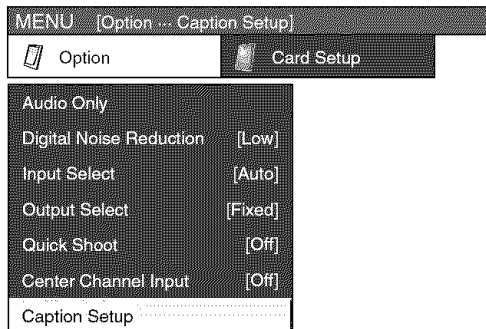 MENU [Option ... Caption Setup]
Option Card Setup
Audio Only
Digital Noise Reduction [Low]
Input Select [Auto]
Output Select [Fixed]
Quick Shoot [Off]
Center Channel Input [Off]
Caption Setup